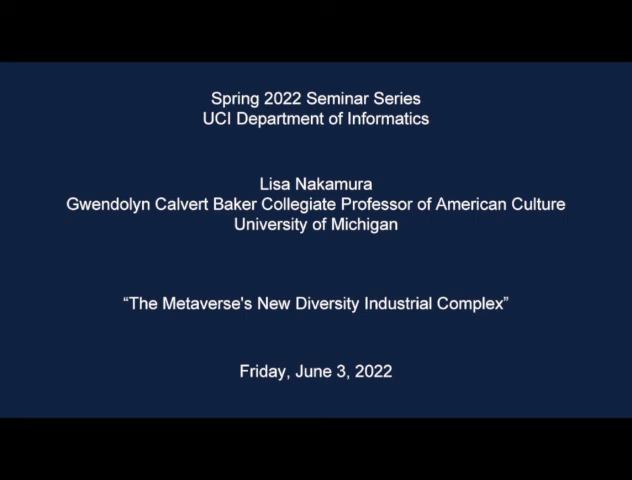 Spring 2022 Seminar Series
UCI Department of Informatics
Lisa Nakamura
Gwendolyn Calvert Baker Collegiate Professor of American Culture
University of Michigan
“The Metaverse's New Diversity Industrial Complex”
Friday, June 3, 2022